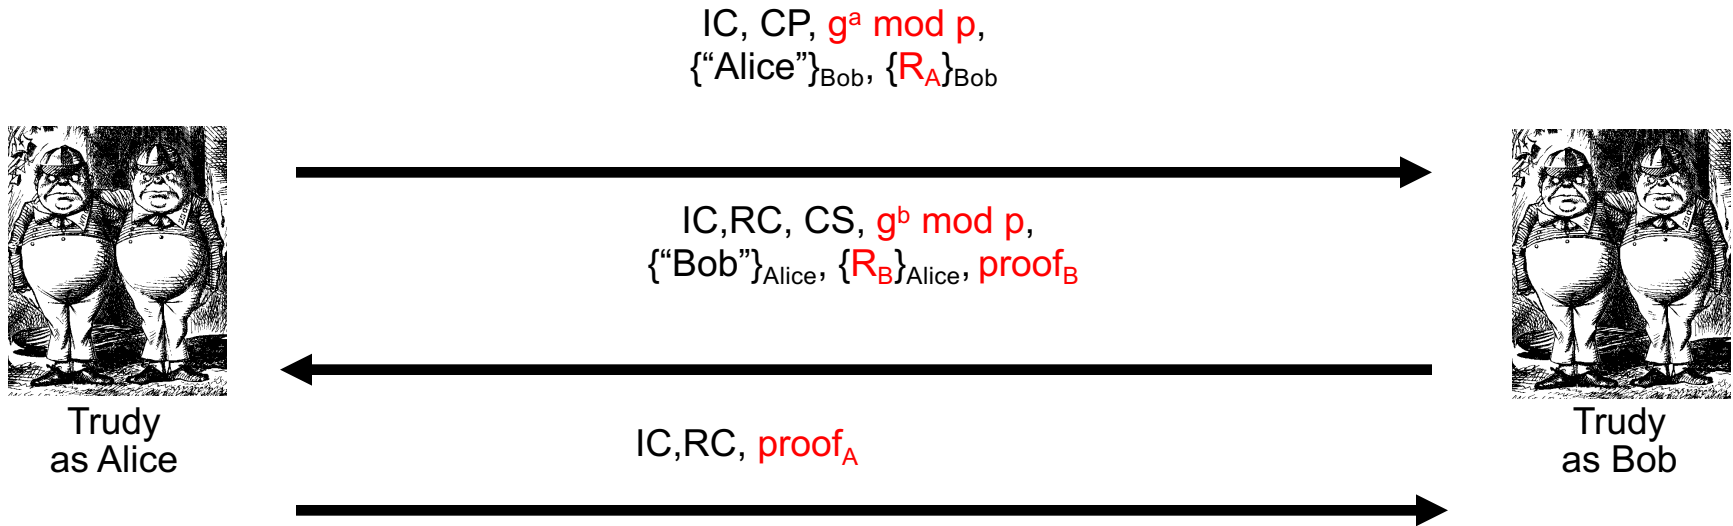 IC, CP, gᵃ mod p,
{“Alice”}Bob, {RA}Bob
IC,RC, CS, gᵇ mod p,
{“Bob”}Alice, {RB}Alice, proofB
Trudy
as Alice
IC,RC, proofA
Trudy
as Bob